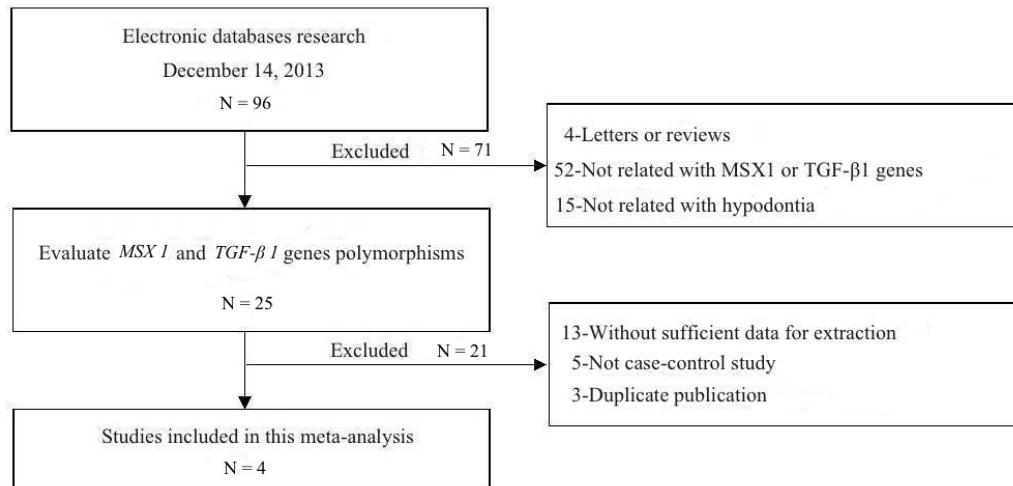 Electronic databases research
December 14, 2013
N = 96
Excluded N = 71
4-Letters or reviews
52-Not related with MSX1 or TGF-β1 genes
15-Not related with hypodontia
Evaluate MSX 1 and TGF-β 1 genes polymorphisms
N = 25
Excluded N = 21
13-Without sufficient data for extraction
5-Not case-control study
3-Duplicate publication
Studies included in this meta-analysis
N = 4